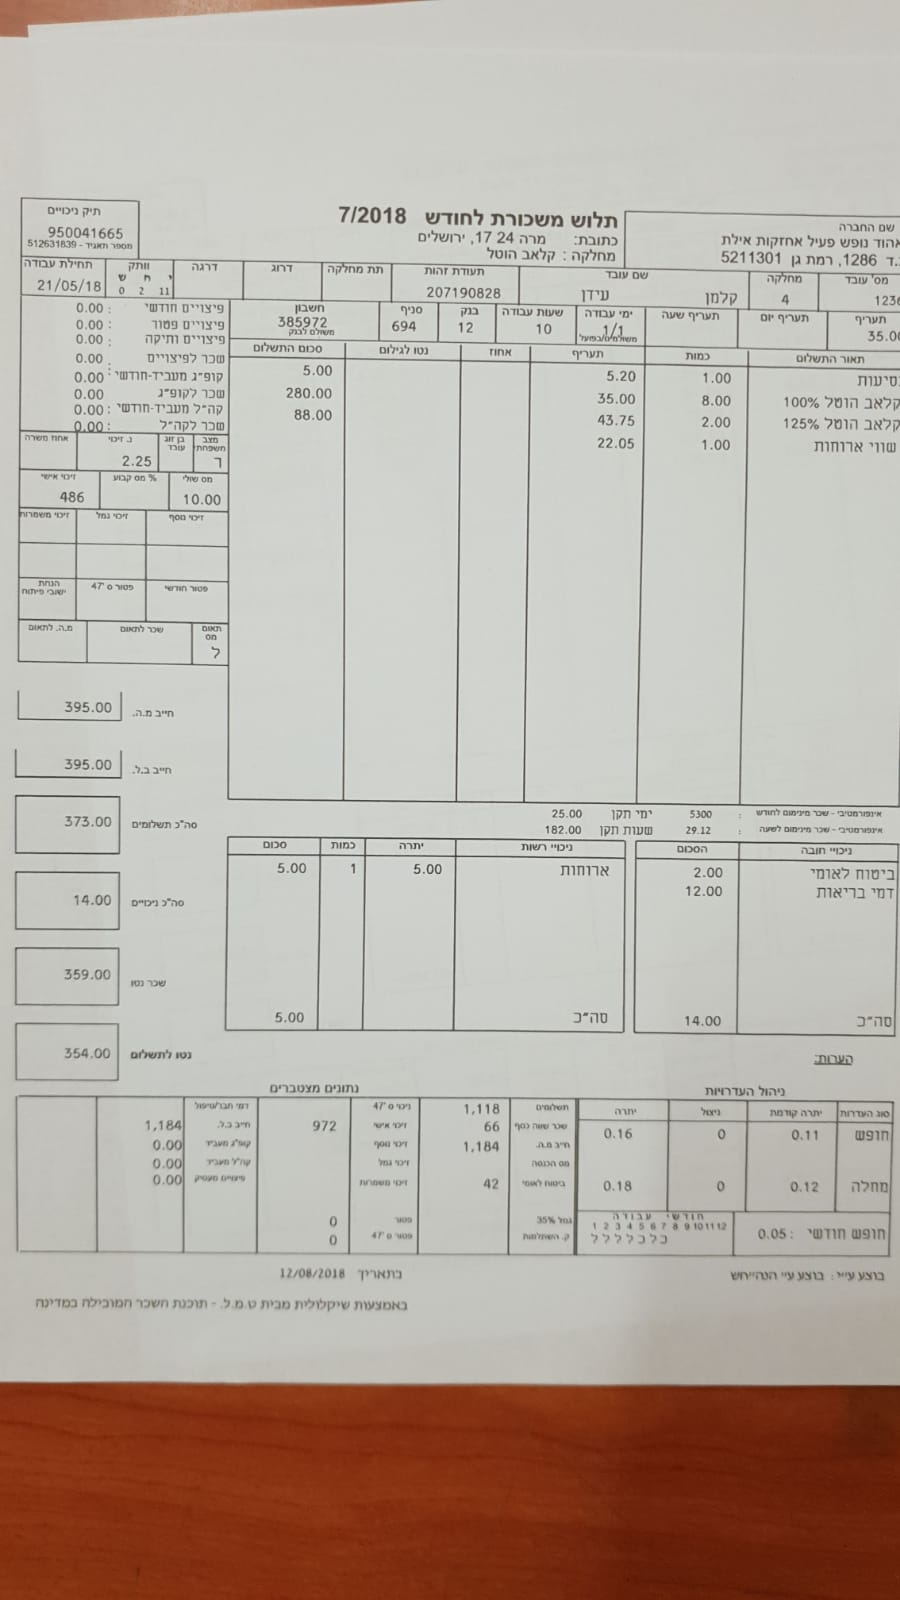 תלוש משכורת לחודש 7/2018
כתובת: מרה 24 17, ירושלים
מחלקה : קלאב הוטל
שם החברה
אהוד נופש פעיל אחזקות אילת
ת.ד 1286, רמת גן 5211301
תיק ניכויים
950041665
מספר תאגיד - 512631839
מס' עובד מחלקה שם עובד תעודת זהות תת מחלקה דרוג דרגה וותק תחילת עבודה
1236 4 קלמן עידן 207190828 21/05/18
י ח ש
11 2 0
תעריף תעריף יום תעריף שעה ימי עבודה שעות עבודה בנק סניף חשבון
35.00 1/1 10 12 694 385972
משולמים/בפועל משולם לבנק
תאור התשלום כמות תעריף אחוז נטו לגילום סכום התשלום
נסיעות 1.00 5.20 5.00
קלאב הוטל 100% 8.00 35.00 280.00
קלאב הוטל 125% 2.00 43.75 88.00
שווי ארוחות 1.00 22.05
פיצויים חודשי : 0.00
פיצויים פטור : 0.00
פיצויים ותיקה : 0.00
שכר לפיצויים 0.00
קופ"ג מעביד-חודשי : 0.00
שכר לקופ"ג 0.00
קה"ל מעביד-חודשי : 0.00
שכר לקה"ל 0.00
מצב משפחתי בן זוג עובד נ. זיכוי אחוז משרה
ר 2.25
מס שולי % מס קבוע זיכוי אישי
10.00 486
זיכוי נוסף זיכוי גמל זיכוי משמרות
פטור חודשי פטור ס '47 הנחת ישובי פיתוח
תאום מס שכר לתאום מ.ה. לתאום
ל
חייב מ.ה. 395.00
חייב ב.ל. 395.00
סה"כ תשלומים 373.00
סה"כ ניכויים 14.00
שכר נטו 359.00
נטו לתשלום 354.00
אינפורמטיבי - שכר מינימום לחודש : 5300 ימי תקן 25.00
אינפורמטיבי - שכר מינימום לשעה : 29.12 שעות תקן 182.00
ניכויי חובה הסכום
ביטוח לאומי 2.00
דמי בריאות 12.00
סה"כ 14.00
ניכויי רשות יתרה כמות סכום
ארוחות 5.00 1 5.00
סה"כ 5.00
הערות:
ניהול העדרויות
סוג העדרות יתרה קודמת ניצול יתרה
חופש 0.11 0 0.16
מחלה 0.12 0 0.18
חופש חודשי : 0.05
חודשי עבודה
1 2 3 4 5 6 7 8 9 10 11 12
ל ל ל ל כ ל כ
נתונים מצטברים
תשלומים 1,118
שכר שווה כסף 66
חייב מ.ה. 1,184
מס הכנסה
ביטוח לאומי 42
גמל 35%
ק. השתלמות
ניכוי ס '47
זיכוי אישי 972
זיכוי נוסף
זיכוי גמל
זיכוי משמרות
פטור 0
פטור ס '47 0
דמי חבר/טיפול
חייב ב.ל. 1,184
קופ"ג מעביד 0.00
קה"ל מעביד 0.00
פיצויים מעסיק 0.00
בוצע ע"י : בוצע ע"י הנה"חש
בתאריך 12/08/2018
באמצעות שיקלולית מבית ט.מ.ל. - תוכנת השכר המובילה במדינה